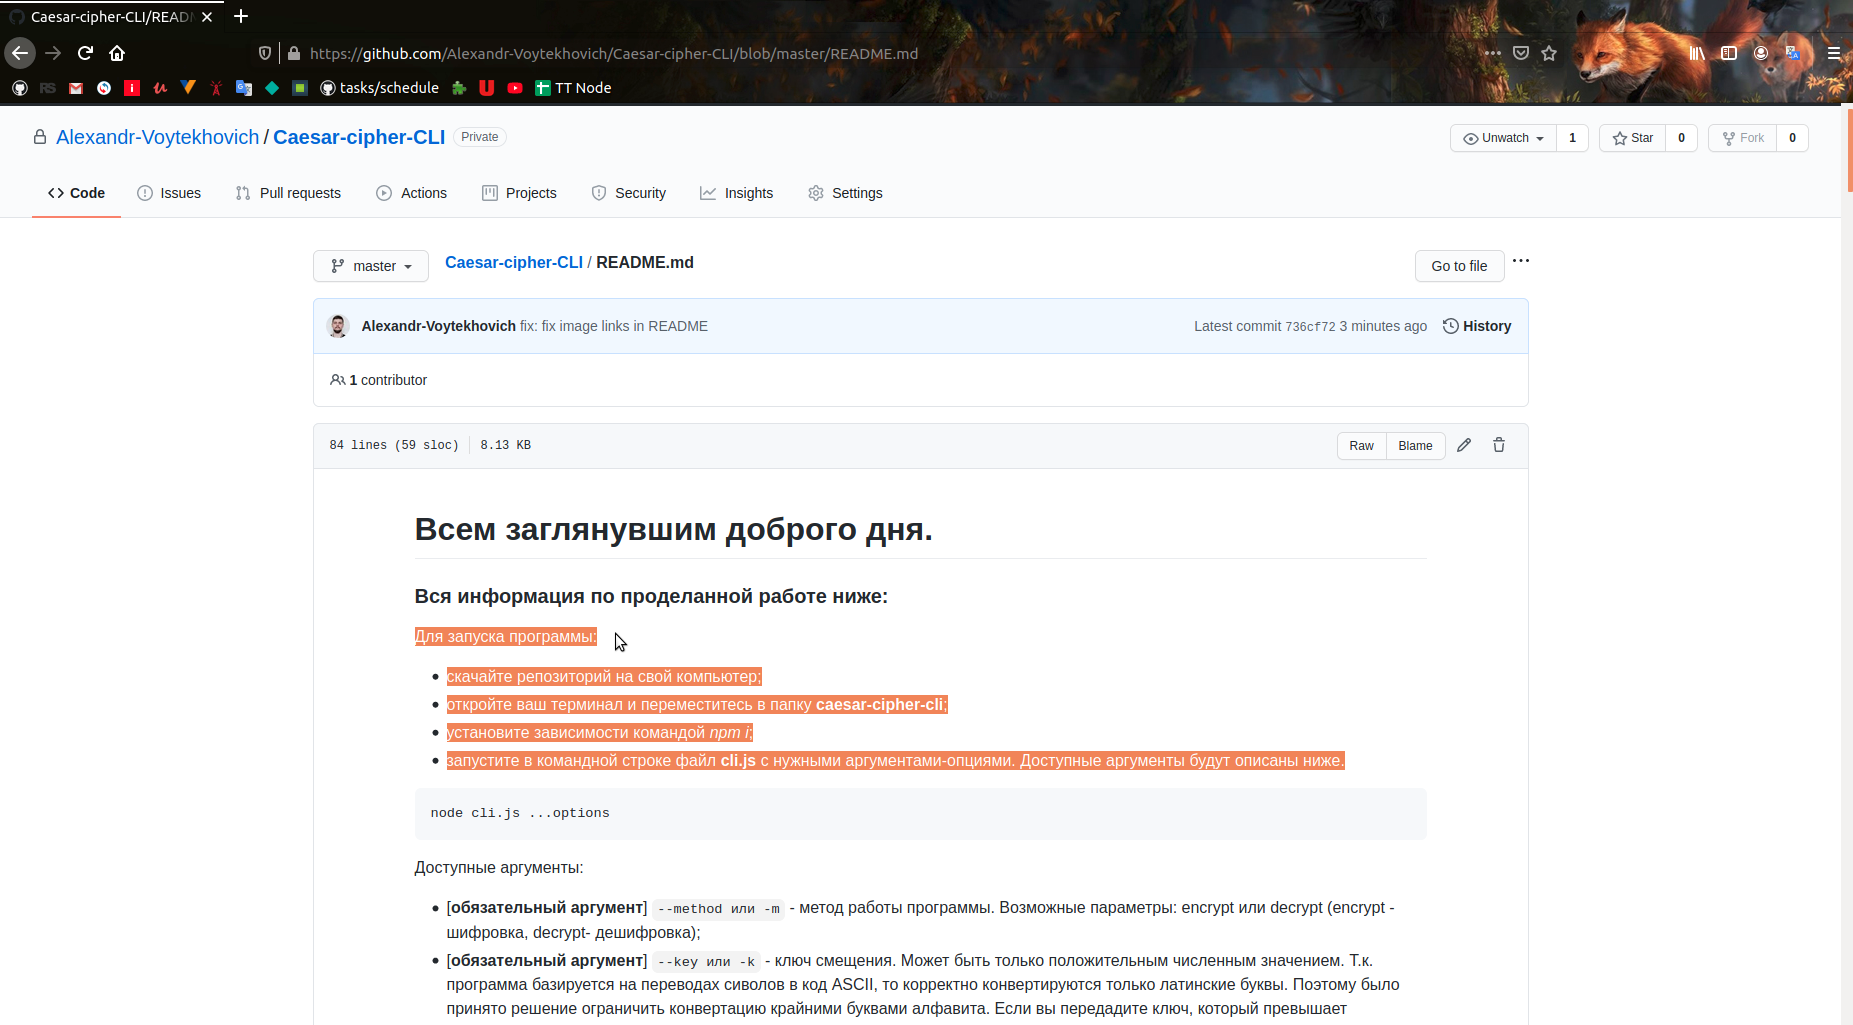 Caesar-cipher-CLI/READ
https://github.com/Alexandr-Voytekhovich/Caesar-cipher-CLI/blob/master/README.md
RS
tasks/schedule
TT Node
Alexandr-Voytekhovich / Caesar-cipher-CLI Private
Unwatch 1 Star 0 Fork 0
Code Issues Pull requests Actions Projects Security Insights Settings
master Caesar-cipher-CLI / README.md Go to file
Alexandr-Voytekhovich fix: fix image links in README Latest commit 736cf72 3 minutes ago History
1 contributor
84 lines (59 sloc) 8.13 KB Raw Blame
Всем заглянувшим доброго дня.
Вся информация по проделанной работе ниже:
Для запуска программы:
скачайте репозиторий на свой компьютер;
откройте ваш терминал и переместитесь в папку caesar-cipher-cli;
установите зависимости командой npm i;
запустите в командной строке файл cli.js с нужными аргументами-опциями. Доступные аргументы будут описаны ниже.
node cli.js ...options
Доступные аргументы:
[обязательный аргумент] --method или -m - метод работы программы. Возможные параметры: encrypt или decrypt (encrypt -
шифровка, decrypt- дешифровка);
[обязательный аргумент] --key или -k - ключ смещения. Может быть только положительным численным значением. Т.к.
программа базируется на переводах сиволов в код ASCII, то корректно конвертируются только латинские буквы. Поэтому было
принято решение ограничить конвертацию крайними буквами алфавита. Если вы передадите ключ, который превышает